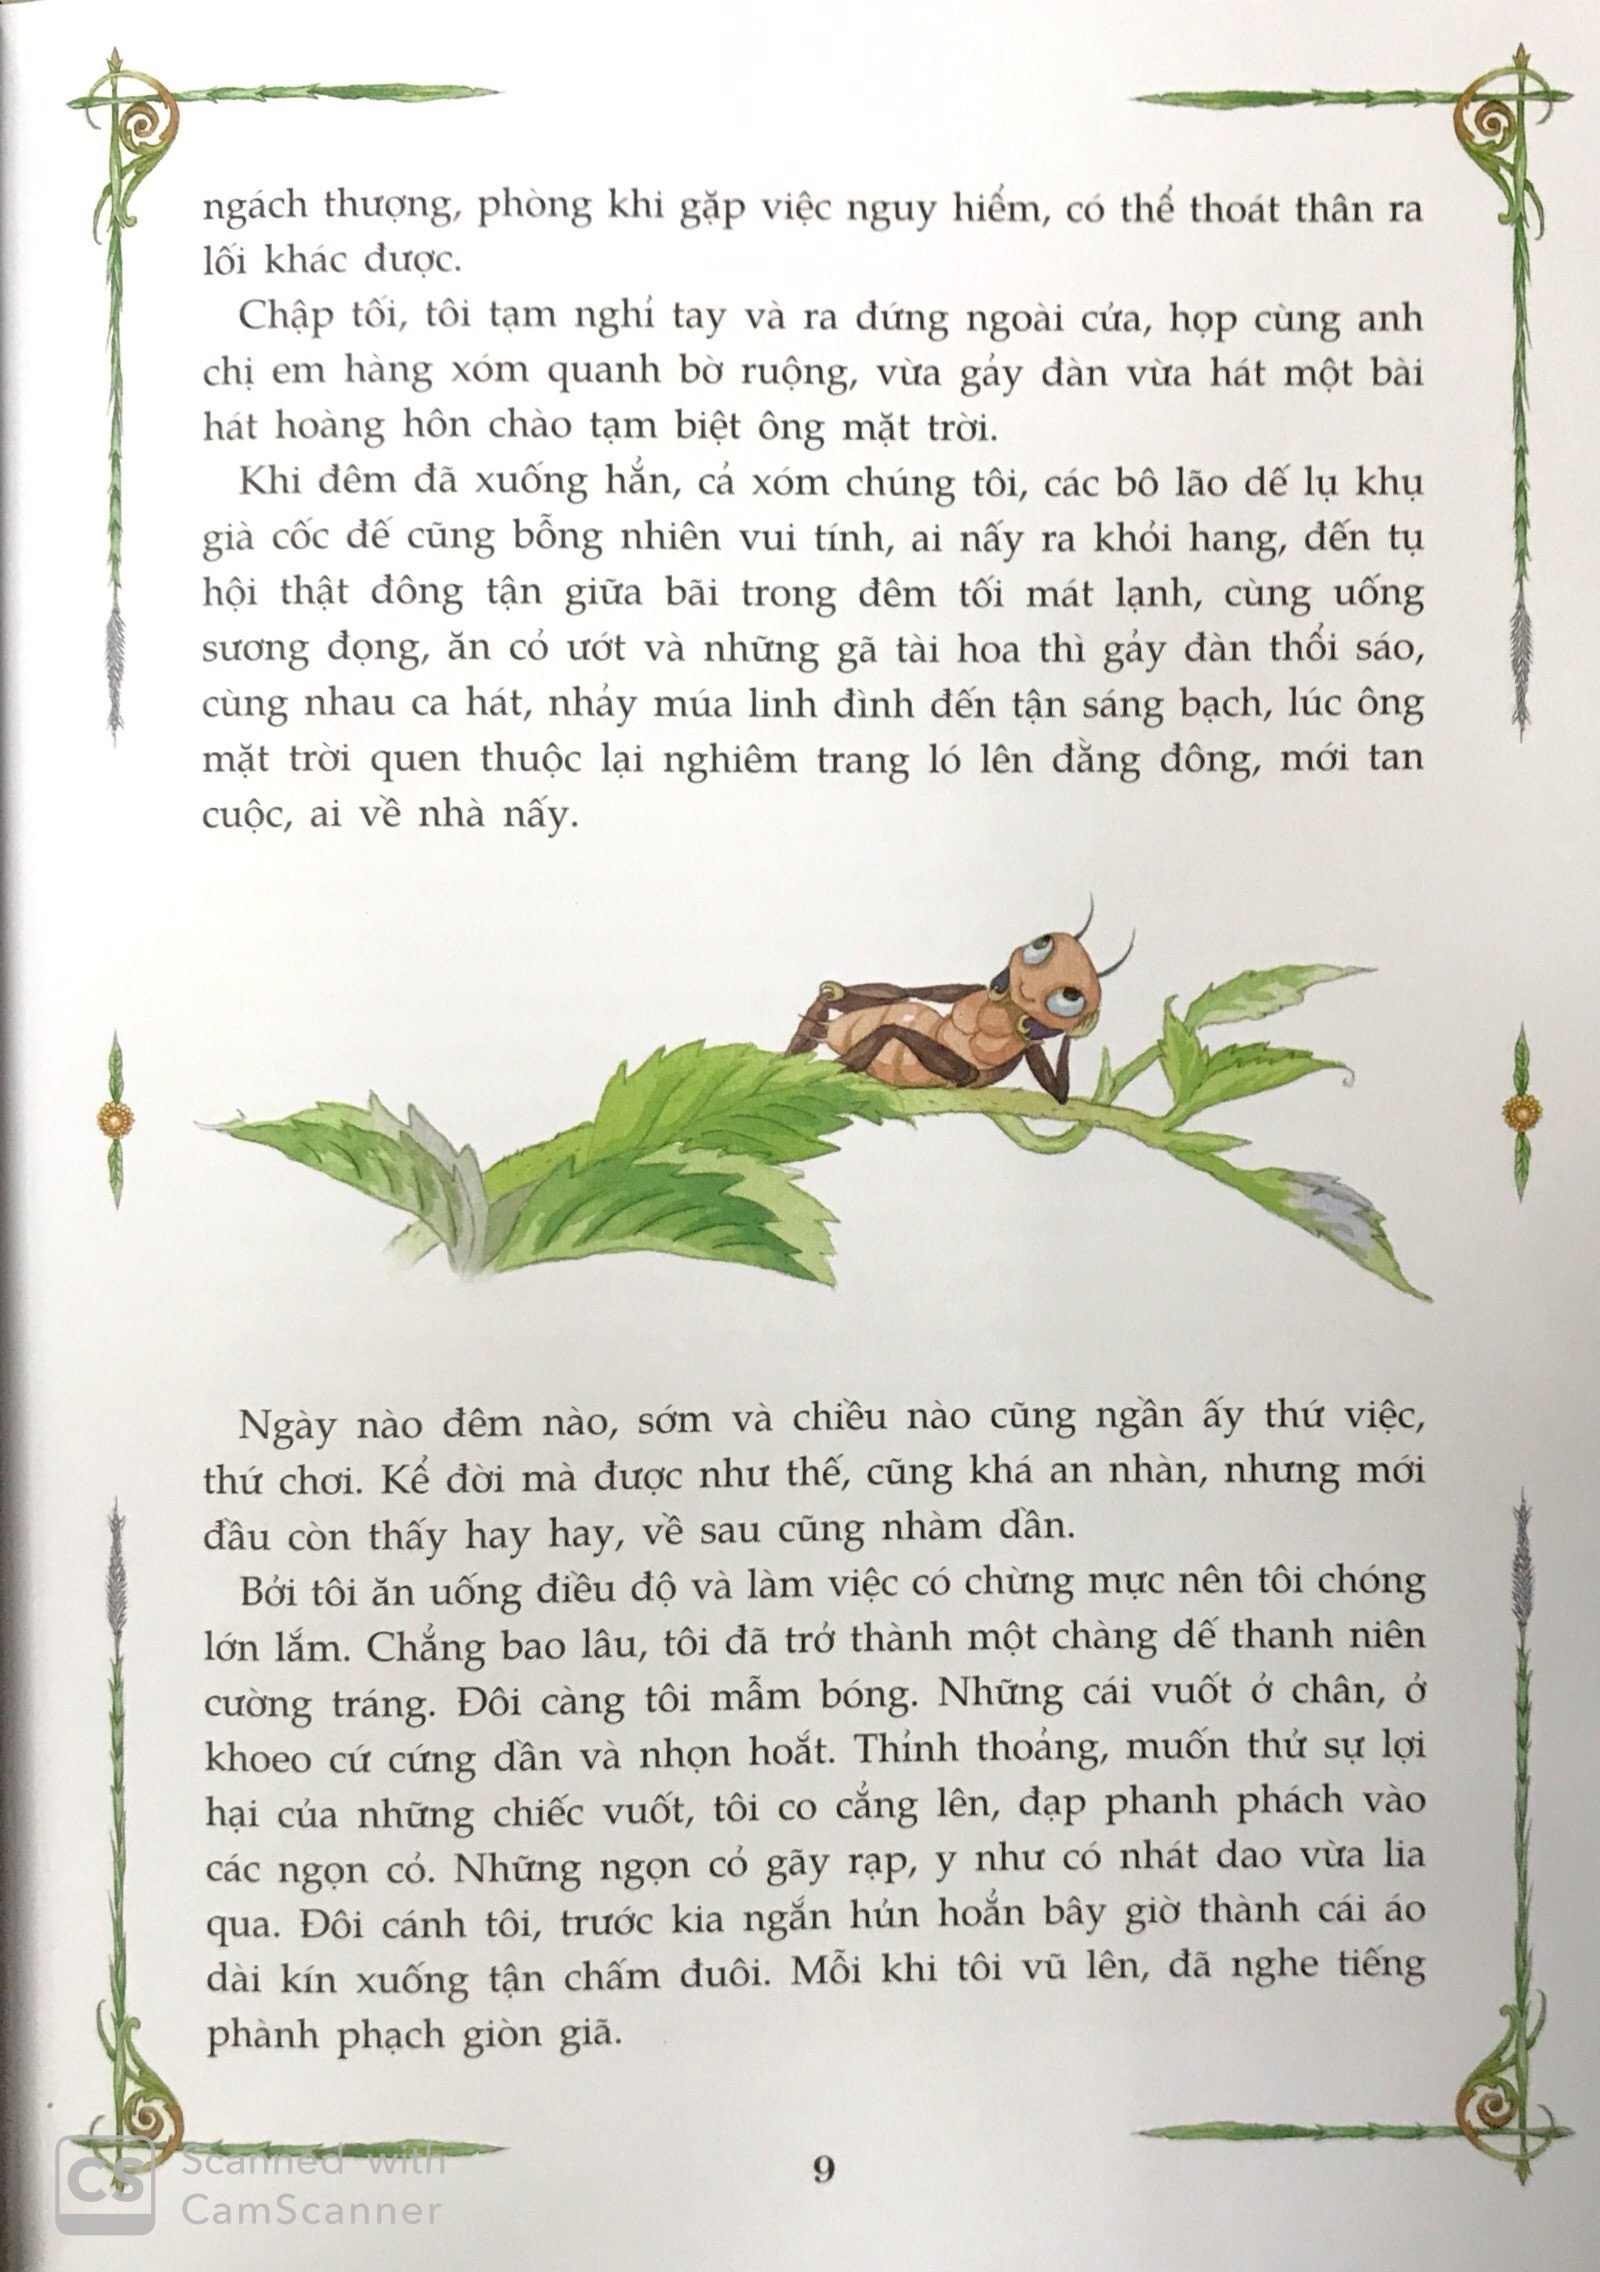 ngách thượng, phòng khi gặp việc nguy hiểm, có thể thoát thân ra
lối khác được.
Chập tối, tôi tạm nghỉ tay và ra đứng ngoài cửa, họp cùng anh
chị em hàng xóm quanh bờ ruộng, vừa gảy đàn vừa hát một bài
hát hoàng hôn chào tạm biệt ông mặt trời.
Khi đêm đã xuống hẳn, cả xóm chúng tôi, các bô lão dế lụ khụ
già cốc đế cũng bỗng nhiên vui tính, ai nấy ra khỏi hang, đến tụ
hội thật đông tận giữa bãi trong đêm tối mát lạnh, cùng uống
sương đọng, ăn cỏ ướt và những gã tài hoa thì gảy đàn thổi sáo,
cùng nhau ca hát, nhảy múa linh đình đến tận sáng bạch, lúc ông
mặt trời quen thuộc lại nghiêm trang ló lên đằng đông, mới tan
cuộc, ai về nhà nấy.
Ngày nào đêm nào, sớm và chiều nào cũng ngần ấy thứ việc,
thứ chơi. Kể đời mà được như thế, cũng khá an nhàn, nhưng mới
đầu còn thấy hay hay, về sau cũng nhàm dần.
Bởi tôi ăn uống điều độ và làm việc có chừng mực nên tôi chóng
lớn lắm. Chẳng bao lâu, tôi đã trở thành một chàng dế thanh niên
cường tráng. Đôi càng tôi mẫm bóng. Những cái vuốt ở chân, ở
khoeo cứ cứng dần và nhọn hoắt. Thỉnh thoảng, muốn thử sự lợi
hại của những chiếc vuốt, tôi co cẳng lên, đạp phanh phách vào
các ngọn cỏ. Những ngọn cỏ gãy rạp, y như có nhát dao vừa lia
qua. Đôi cánh tôi, trước kia ngắn hủn hoẳn bây giờ thành cái áo
dài kín xuống tận chấm đuôi. Mỗi khi tôi vũ lên, đã nghe tiếng
phành phạch giòn giã.
9
CS Scanned with
CamScanner